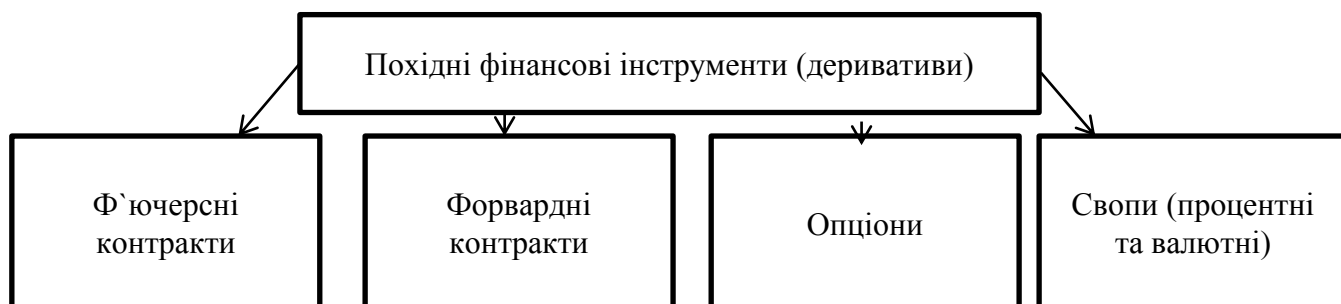 Похідні фінансові інструменти (деривативи)
Ф`ючерсні
контракти
Форвардні
контракти
Опціони
Свопи (процентні
та валютні)